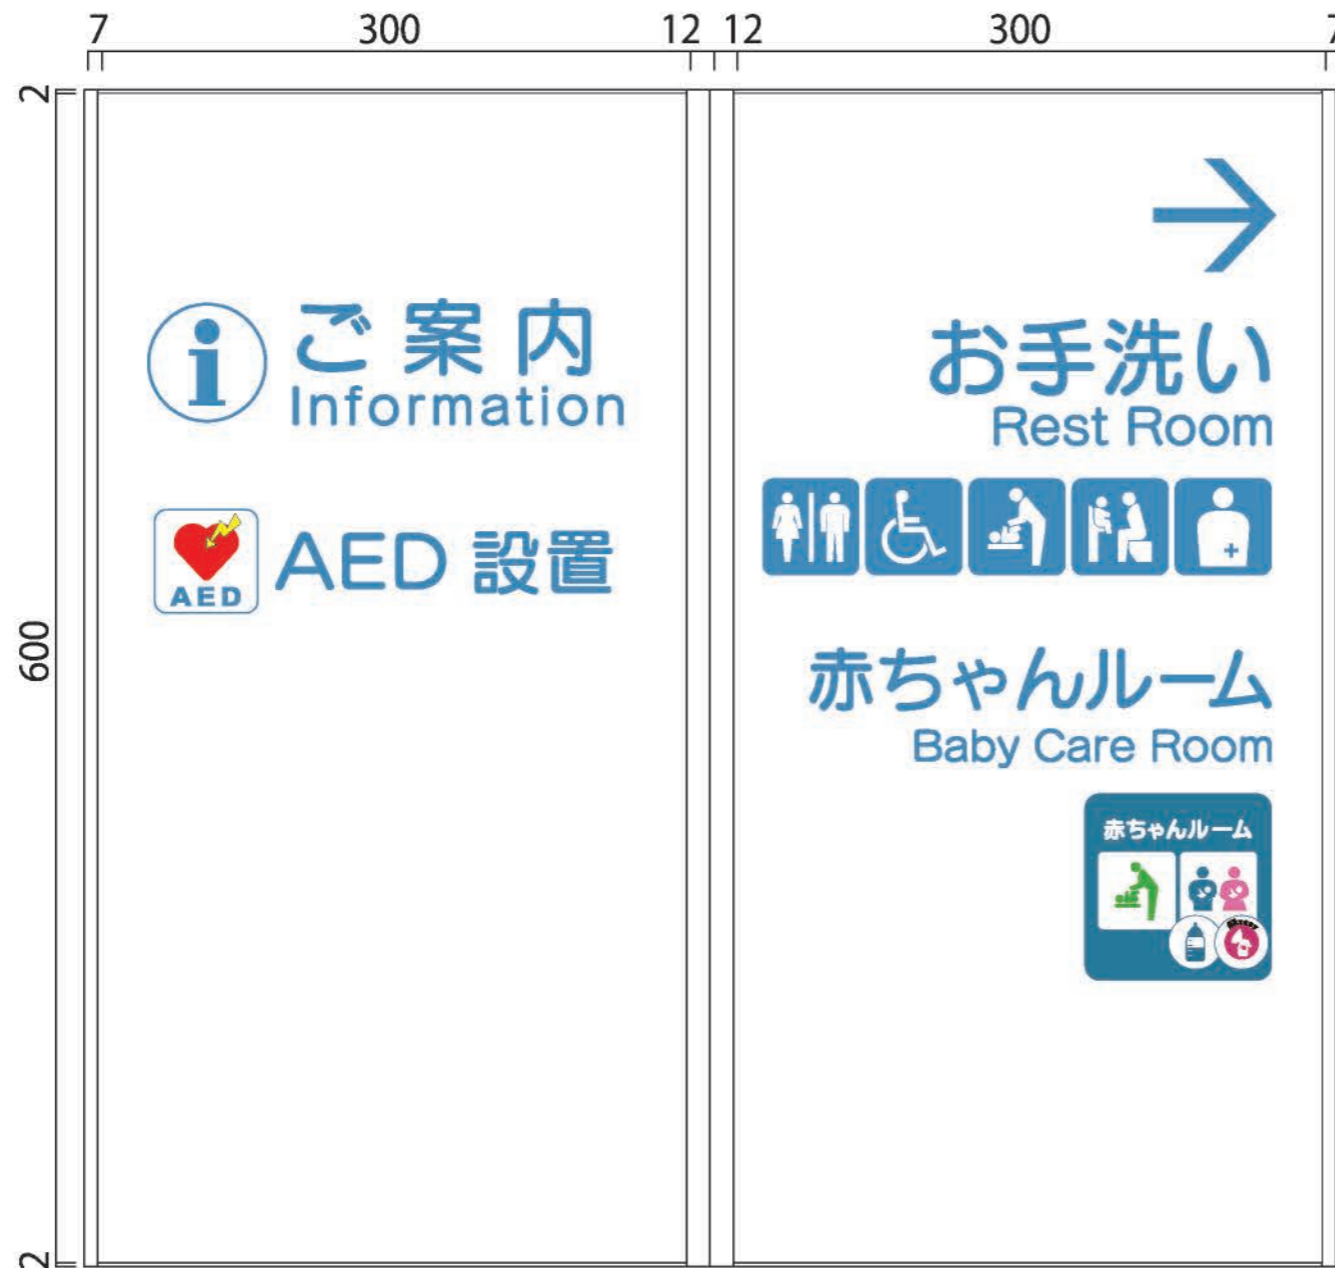 7 300 12 12 300 7
2
600
2
ご案内
Information
AED
AED 設置
お手洗い
Rest Room
赤ちゃんルーム
Baby Care Room
赤ちゃんルーム